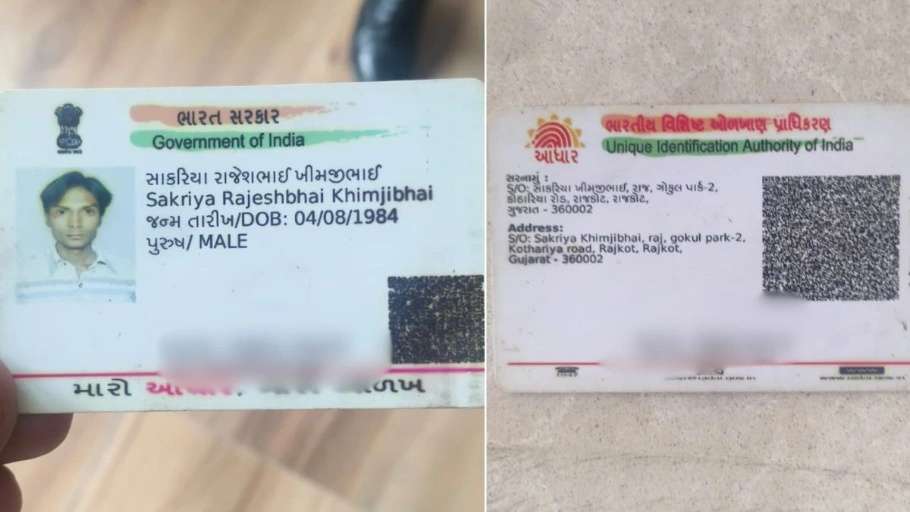 ભારત સરકાર
Government of India
સાકરિયા રાજેશભાઈ ખીમજીભાઈ
Sakriya Rajeshbhai Khimjibhai
જન્મ તારીખ/DOB: 04/08/1984
પુરુષ/ MALE
મારો આધાર,
ભારતીય વિશિષ્ટ ઓળખાણ પ્રાધિકરણ
Unique Identification Authority of India
આધાર
સરનામું :
S/O: સાકરિયા ખીમજીભાઈ, રાજ, ગોકુલ પાર્ક-2,
કોઠારિયા રોડ, રાજકોટ, રાજકોટ,
ગુજરાત - 360002
Address:
S/O: Sakriya Khimjibhai, raj, gokul park-2,
Kothariya road, Rajkot, Rajkot,
Gujarat - 360002